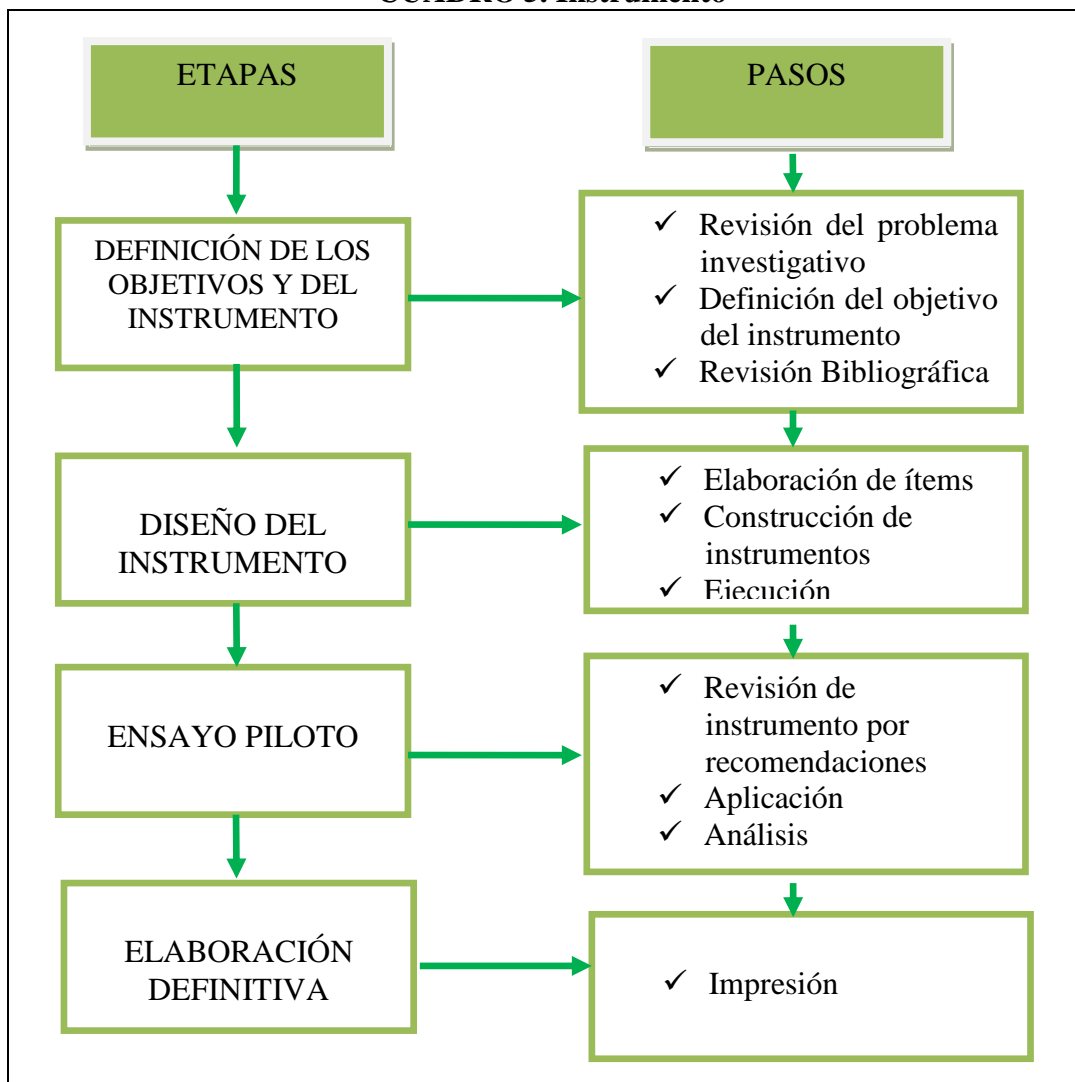 ETAPAS
PASOS
DEFINICIÓN DE LOS
OBJETIVOS Y DEL
INSTRUMENTO
✓ Revisión del problema
investigativo
✓ Definición del objetivo
del instrumento
✓ Revisión Bibliográfica
DISEÑO DEL
INSTRUMENTO
✓ Elaboración de ítems
✓ Construcción de
instrumentos
✓ Ejecución
ENSAYO PILOTO
✓ Revisión de
instrumento por
recomendaciones
✓ Aplicación
✓ Análisis
ELABORACIÓN
DEFINITIVA
✓ Impresión